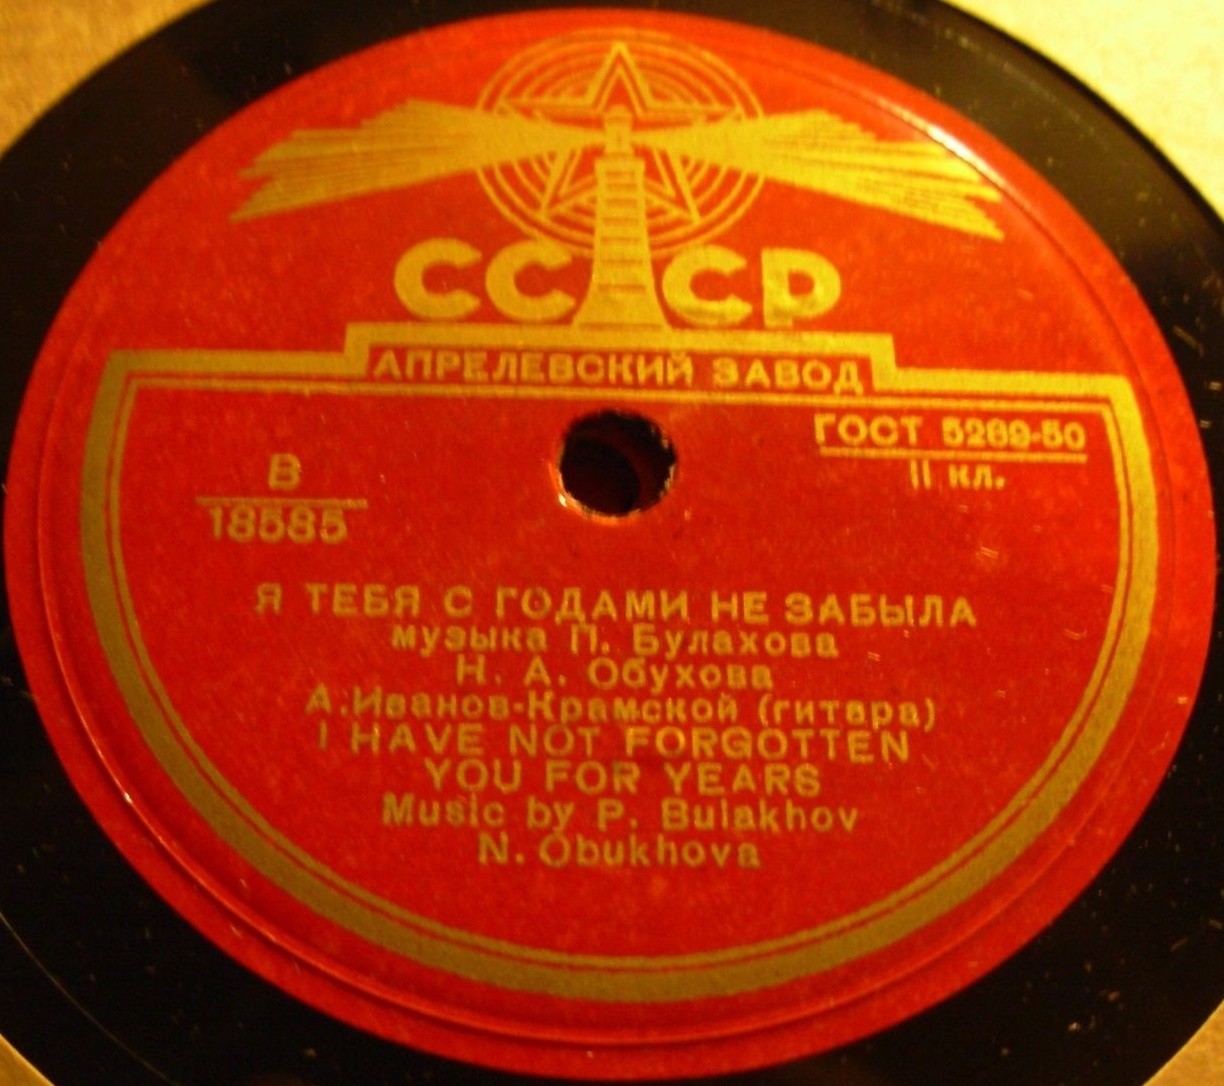 СССР
АПРЕЛЕВСКИЙ ЗАВОД
ГОСТ 5289-50
II кл.
В
18585
Я ТЕБЯ С ГОДАМИ НЕ ЗАБЫЛА
музыка П. Булахова
Н. А. Обухова
А.Иванов-Крамской (гитара)
I HAVE NOT FORGOTTEN
YOU FOR YEARS
Music by P. Bulakhov
N. Obukhova